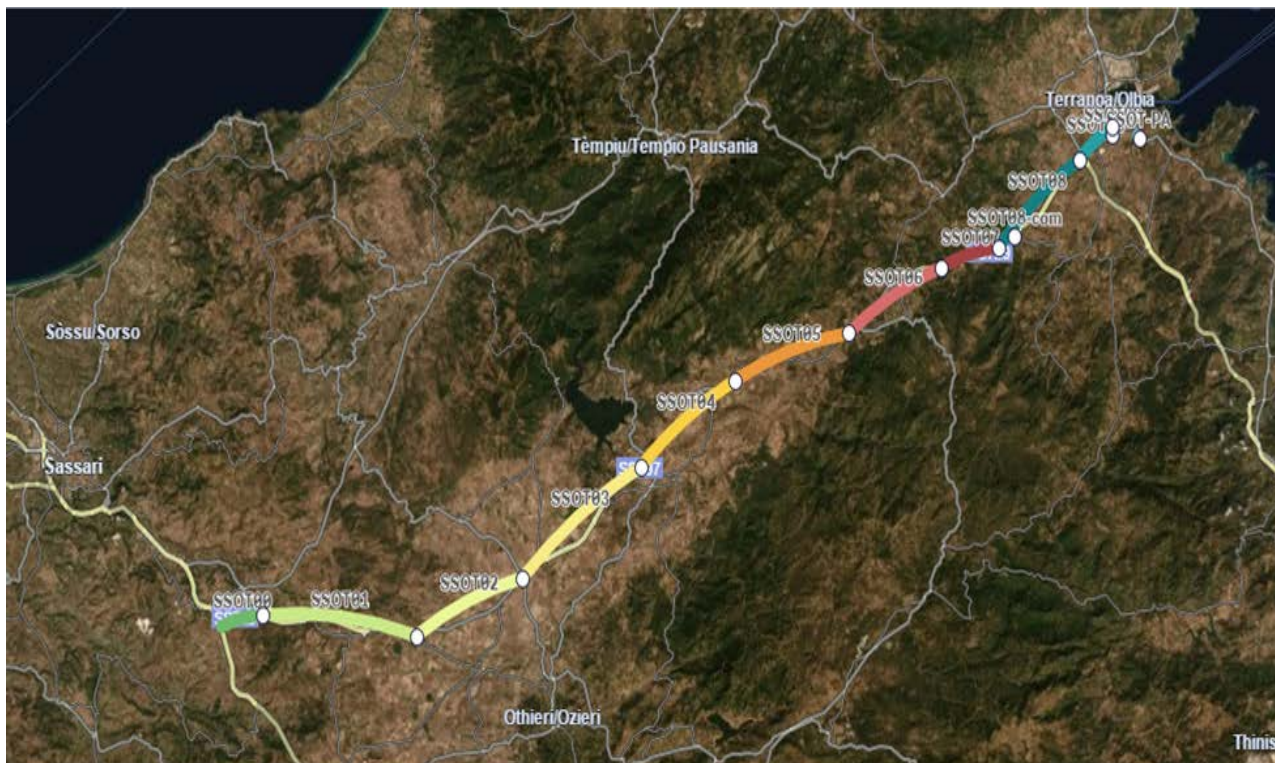 Terranoa/Olbia
SSOT-PA
Tèmpiu/Tempio Pausania
SSOT08
SSOT08-com
SSOT07
SSOT06
Sòssu/Sorso
SSOT05
SSOT04
Sassari
SSOT03
SSOT02
SSOT00
SSOT01
Othieri/Ozieri
Thinis